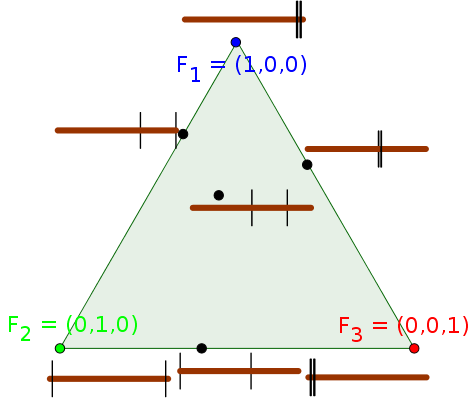 F₁ = (1,0,0)
F₂ = (0,1,0)
F₃ = (0,0,1)